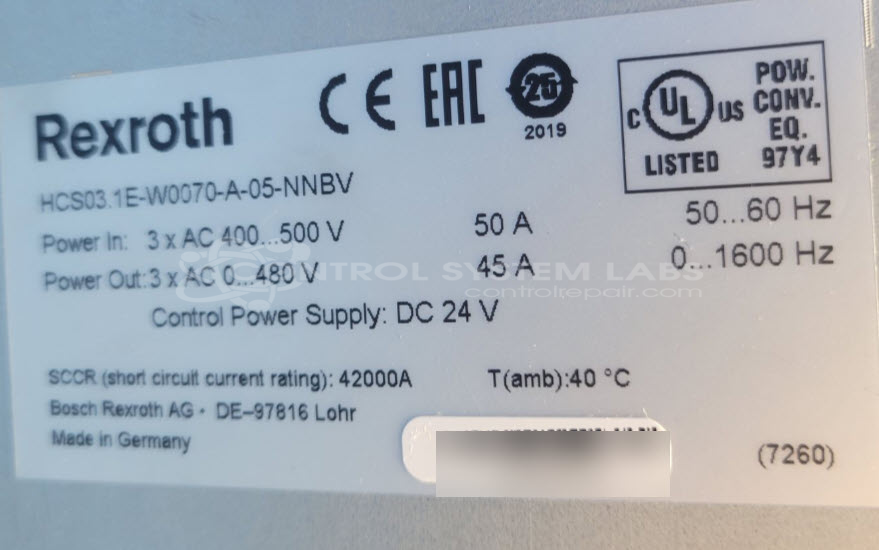 Rexroth
CE EAC 25
2019
C UL US
LISTED
POW.
CONV.
EQ.
97Y4
HCS03.1E-W0070-A-05-NNBV
Power In: 3 x AC 400...500 V 50 A 50...60 Hz
Power Out: 3 x AC 0...480 V 45 A 0...1600 Hz
CONTROL SYSTEM LABS
controlrepair.com
Control Power Supply: DC 24 V
SCCR (short circuit current rating): 42000A T(amb):40 °C
Bosch Rexroth AG · DE-97816 Lohr
Made in Germany
(7260)